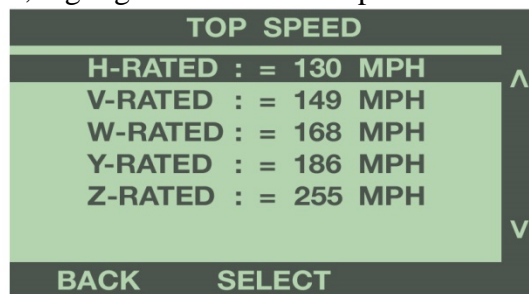 TOP SPEED
H-RATED : = 130 MPH
V-RATED : = 149 MPH
W-RATED : = 168 MPH
Y-RATED : = 186 MPH
Z-RATED : = 255 MPH
BACK SELECT